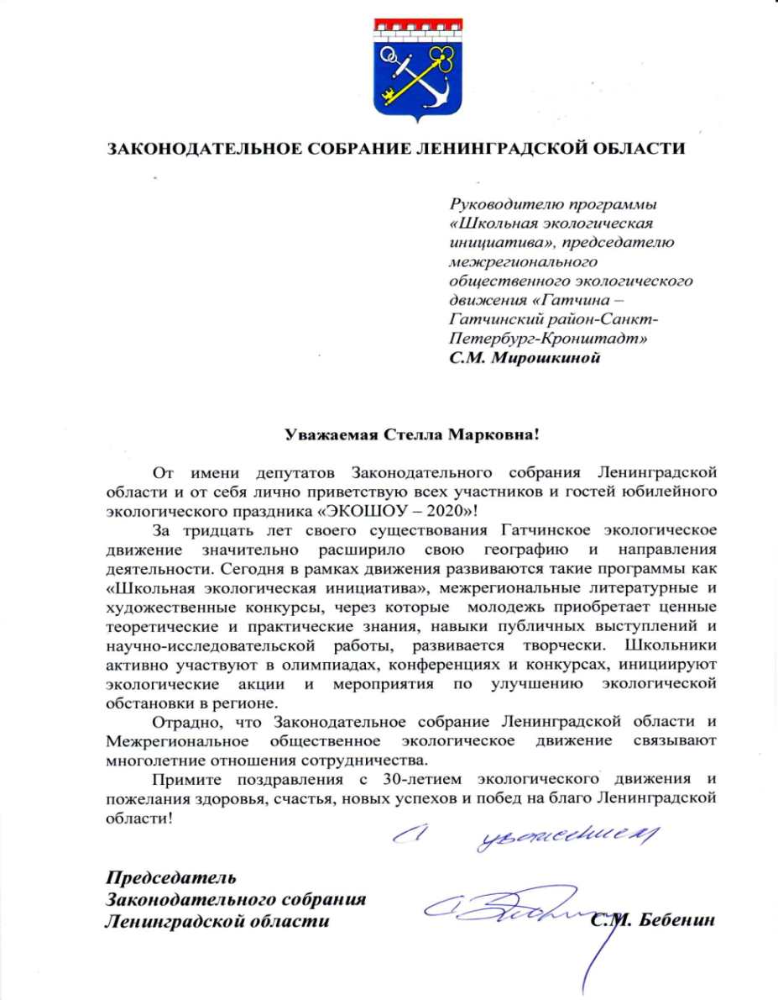 ЗАКОНОДАТЕЛЬНОЕ СОБРАНИЕ ЛЕНИНГРАДСКОЙ ОБЛАСТИ
Руководителю программы
«Школьная экологическая
инициатива», председателю
межрегионального
общественного экологического
движения «Гатчина –
Гатчинский район-Санкт-
Петербург-Кронштадт»
С.М. Мирошкиной
Уважаемая Стелла Марковна!
От имени депутатов Законодательного собрания Ленинградской
области и от себя лично приветствую всех участников и гостей юбилейного
экологического праздника «ЭКОШОУ – 2020»!
За тридцать лет своего существования Гатчинское экологическое
движение значительно расширило свою географию и направления
деятельности. Сегодня в рамках движения развиваются такие программы как
«Школьная экологическая инициатива», межрегиональные литературные и
художественные конкурсы, через которые молодежь приобретает ценные
теоретические и практические знания, навыки публичных выступлений и
научно-исследовательской работы, развивается творчески. Школьники
активно участвуют в олимпиадах, конференциях и конкурсах, инициируют
экологические акции и мероприятия по улучшению экологической
обстановки в регионе.
Отрадно, что Законодательное собрание Ленинградской области и
Межрегиональное общественное экологическое движение связывают
многолетние отношения сотрудничества.
Примите поздравления с 30-летием экологического движения и
пожелания здоровья, счастья, новых успехов и побед на благо Ленинградской
области!
С уважением
Председатель
Законодательного собрания
Ленинградской области С.М. Бебенин